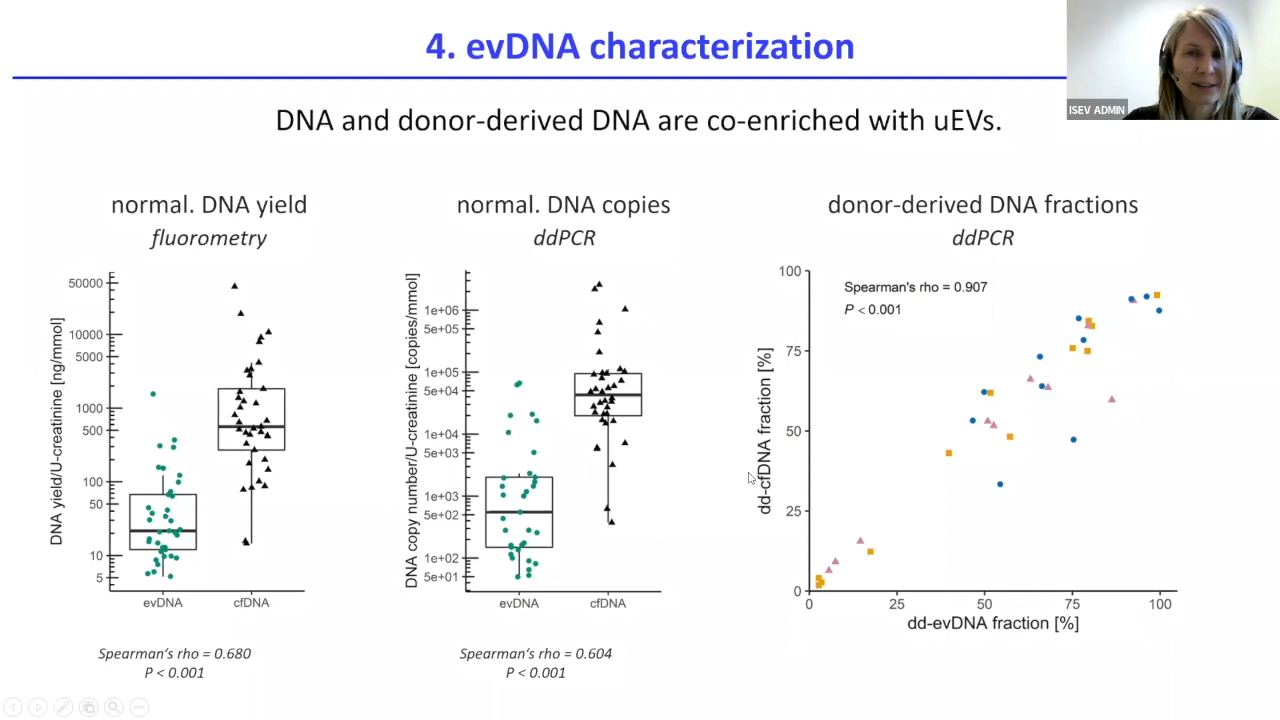 4. evDNA characterization
ISEV ADMIN
DNA and donor-derived DNA are co-enriched with uEVs.
normal. DNA yield
fluorometry
DNA yield/U-creatinine [ng/mmol]
50000
10000
5000
1000
500
100
50
10
5
evDNA
cfDNA
Spearman‘s rho = 0.680
P < 0.001
normal. DNA copies
ddPCR
DNA copy number/U-creatinine [copies/mmol]
1e+06
5e+05
1e+05
5e+04
1e+04
5e+03
1e+03
5e+02
1e+02
5e+01
evDNA
cfDNA
Spearman‘s rho = 0.604
P < 0.001
donor-derived DNA fractions
ddPCR
Spearman's rho = 0.907
P < 0.001
dd-cfDNA fraction [%]
100
75
50
25
0
0
25
50
75
100
dd-evDNA fraction [%]